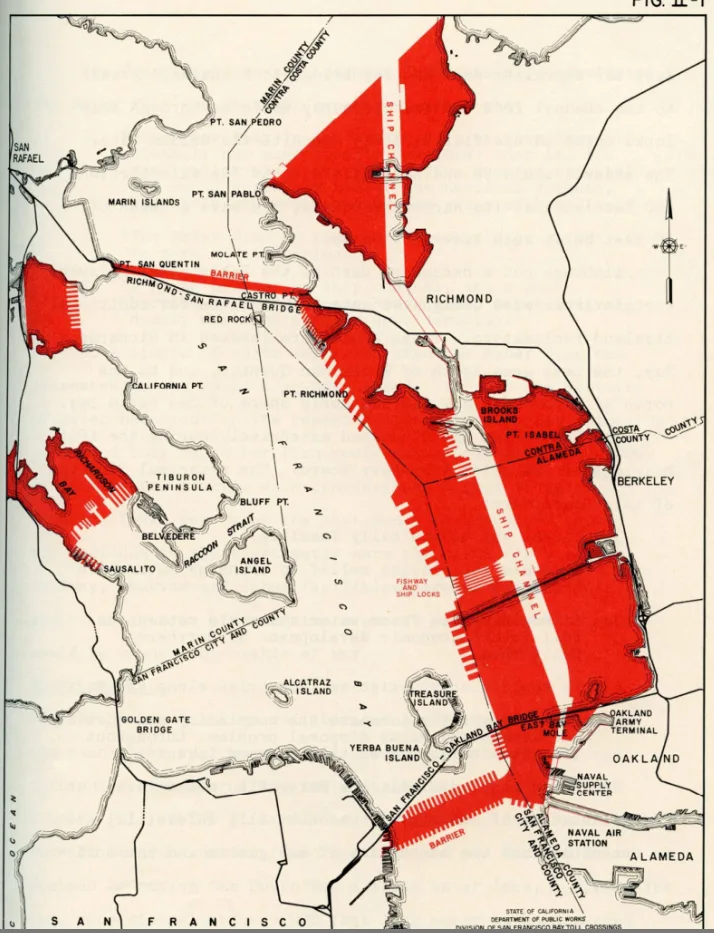 FIG. II-1
MARIN COUNTY
CONTRA COSTA COUNTY
PT. SAN PEDRO
SHIP CHANNEL
SAN
RAFAEL
MARIN ISLANDS
PT. SAN PABLO
MOLATE PT.
W E
PT. SAN QUENTIN
BARRIER
CASTRO PT.
RICHMOND-SAN RAFAEL BRIDGE
RED ROCK
RICHMOND
SAN FRANCISCO BAY
CALIFORNIA PT.
PT. RICHMOND
BROOKS
ISLAND
PT. ISABEL
CONTRA
ALAMEDA
COSTA
COUNTY
COUNTY
RICHARDSON
BAY
TIBURON
PENINSULA
BERKELEY
BLUFF PT.
BELVEDERE
RACCOON STRAIT
SHIP CHANNEL
SAUSALITO
ANGEL
ISLAND
FISHWAY
AND
SHIP LOCKS
MARIN COUNTY
SAN FRANCISCO CITY AND COUNTY
ALCATRAZ
ISLAND
TREASURE
ISLAND
GOLDEN GATE
BRIDGE
SAN FRANCISCO - OAKLAND BAY BRIDGE
EAST BAY
MOLE
OAKLAND
ARMY
TERMINAL
YERBA BUENA
ISLAND
OAKLAND
NAVAL
SUPPLY
CENTER
BARRIER
NAVAL AIR
STATION
ALAMEDA
ALAMEDA COUNTY
SAN FRANCISCO
CITY AND COUNTY
OCEAN
SAN FRANCISCO
STATE OF CALIFORNIA
DEPARTMENT OF PUBLIC WORKS
DIVISION OF SAN FRANCISCO BAY TOLL CROSSINGS